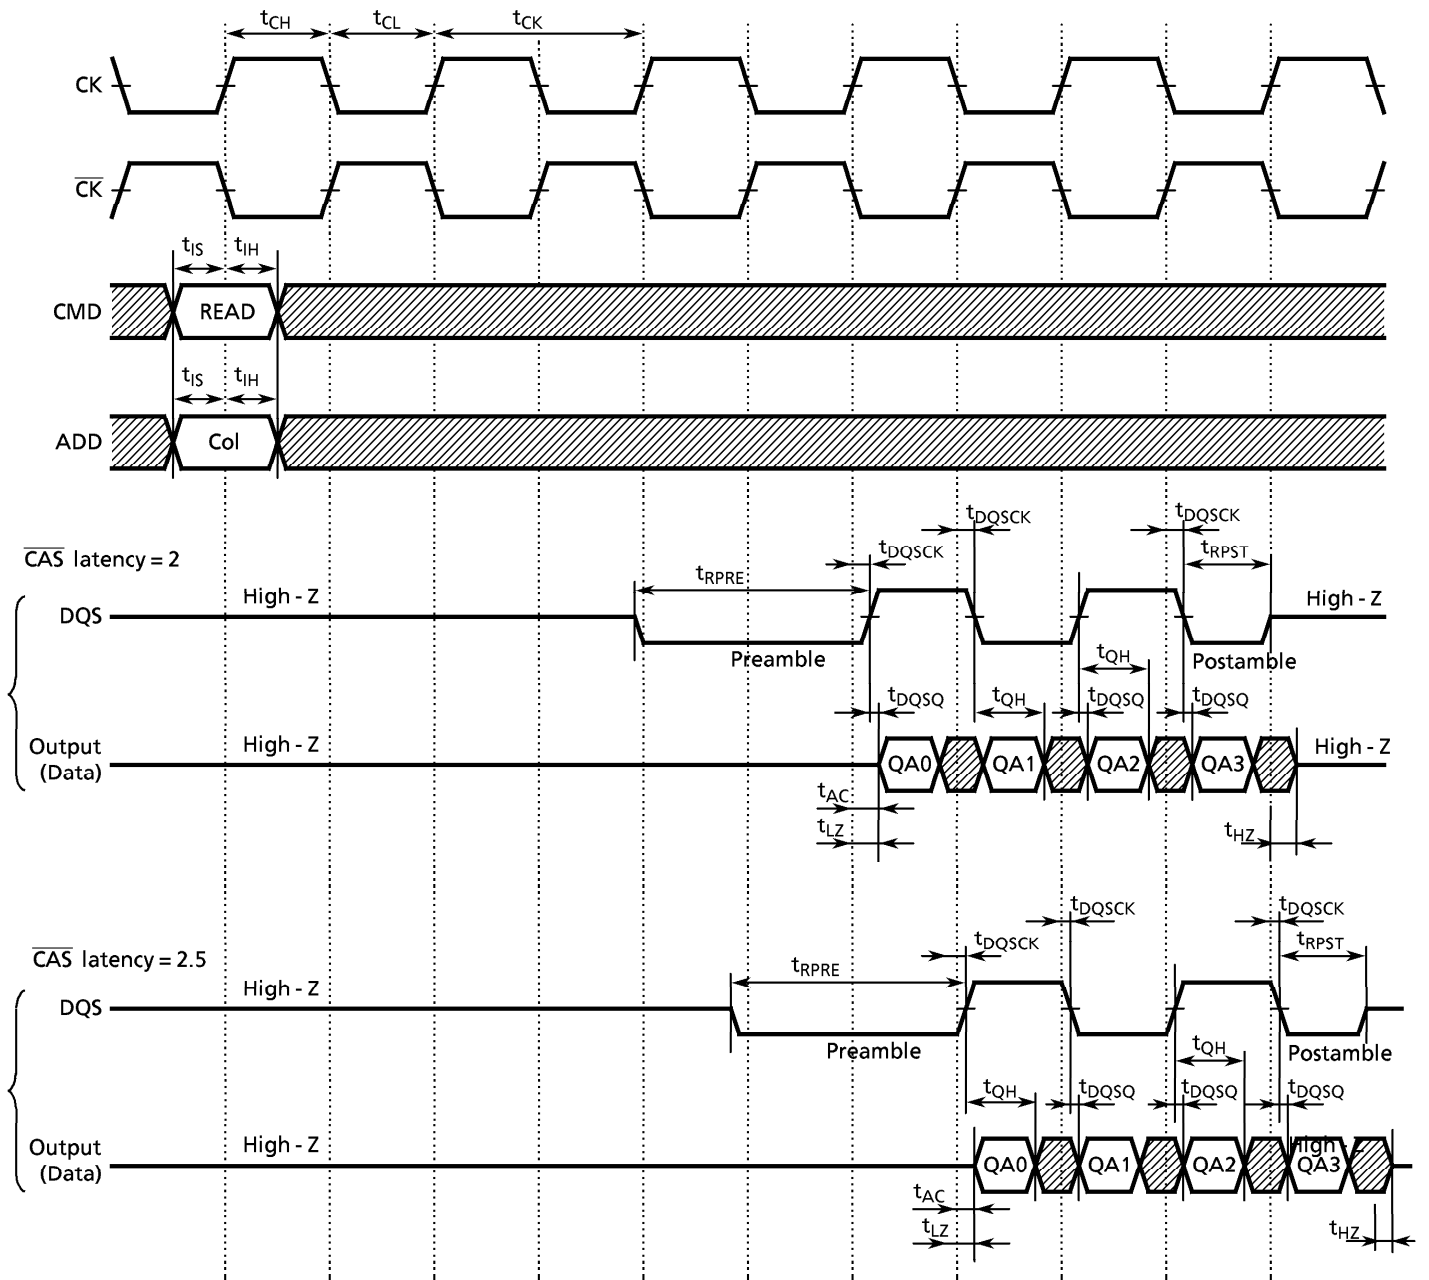 tCH tCL tCK
CK
CK
tIS tIH
CMD READ
tIS tIH
ADD Col
tDQSCK tDQSCK
CAS latency = 2 tDQSCK tRPST
tRPRE
High - Z High - Z
DQS
Preamble tQH Postamble
tDQSQ tQH tDQSQ tDQSQ
Output
(Data) High - Z QA0 QA1 QA2 QA3 High - Z
tAC
tLZ tHZ
tDQSCK tDQSCK
CAS latency = 2.5 tDQSCK tRPST
tRPRE
High - Z
DQS
Preamble tQH Postamble
tQH tDQSQ tDQSQ tDQSQ
Output
(Data) High - Z QA0 QA1 QA2 QA3 High - Z
tAC
tLZ tHZ